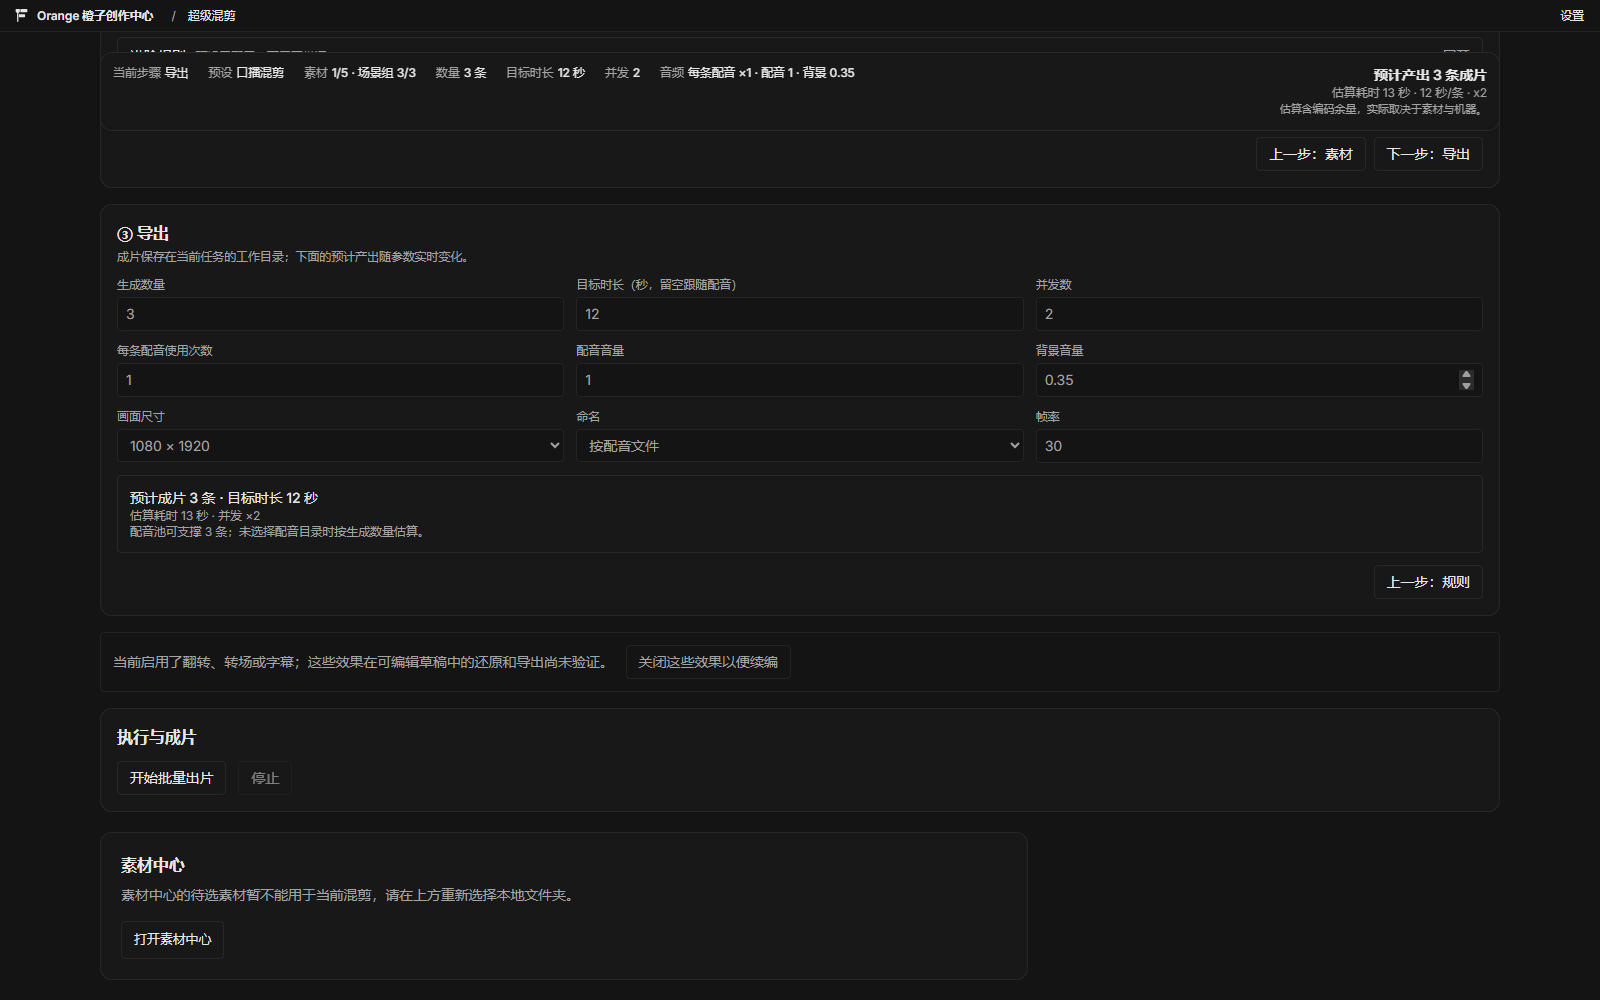 Orange 橙子创作中心 / 超级混剪 设置
当前步骤 导出 预设 口播混剪 素材 1/5 · 场景组 3/3 数量 3 条 目标时长 12 秒 并发 2 音频 每条配音 ×1 · 配音 1 · 背景 0.35
预计产出 3 条成片
估算耗时 13 秒 · 12 秒/条 · x2
估算含编码余量，实际取决于素材与机器。
上一步：素材 下一步：导出
③ 导出
成片保存在当前任务的工作目录；下面的预计产出随参数实时变化。
生成数量 目标时长（秒，留空跟随配音） 并发数
3 12 2
每条配音使用次数 配音音量 背景音量
1 1 0.35
画面尺寸 命名 帧率
1080 × 1920 按配音文件 30
预计成片 3 条 · 目标时长 12 秒
估算耗时 13 秒 · 并发 ×2
配音池可支撑 3 条；未选择配音目录时按生成数量估算。
上一步：规则
当前启用了翻转、转场或字幕；这些效果在可编辑草稿中的还原和导出尚未验证。 关闭这些效果以便续编
执行与成片
开始批量出片 停止
素材中心
素材中心的待选素材暂不能用于当前混剪，请在上方重新选择本地文件夹。
打开素材中心